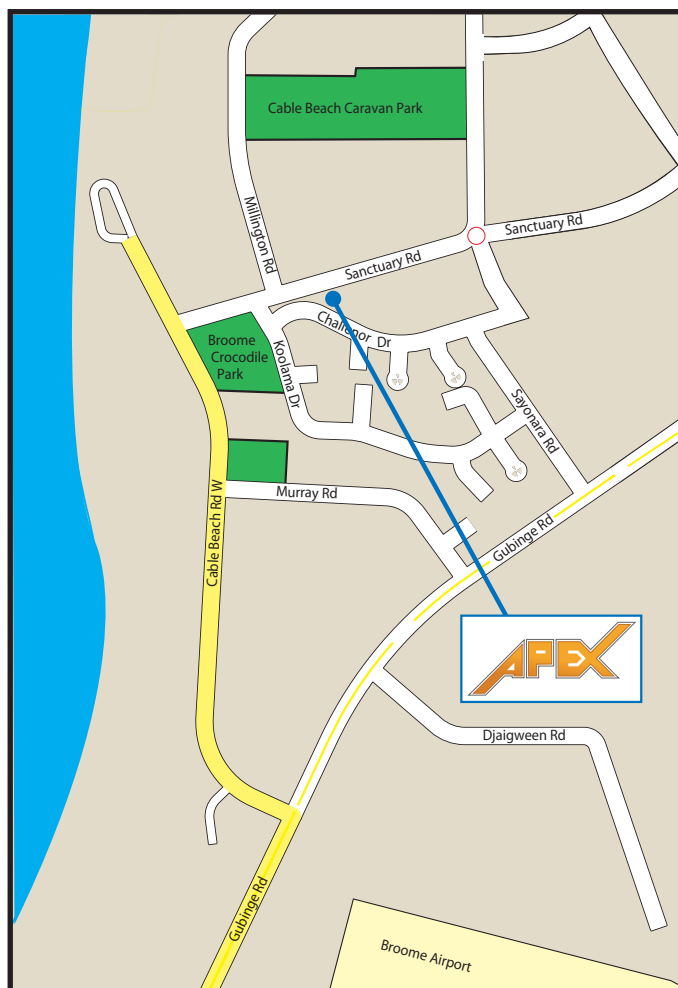 Cable Beach Caravan Park
Millington Rd
Sanctuary Rd
Sanctuary Rd
Challenor Dr
Broome
Crocodile
Park
Koolama Dr
Sayonara Rd
Murray Rd
Cable Beach Rd W
Gubinge Rd
APEX
Djaigween Rd
Gubinge Rd
Broome Airport